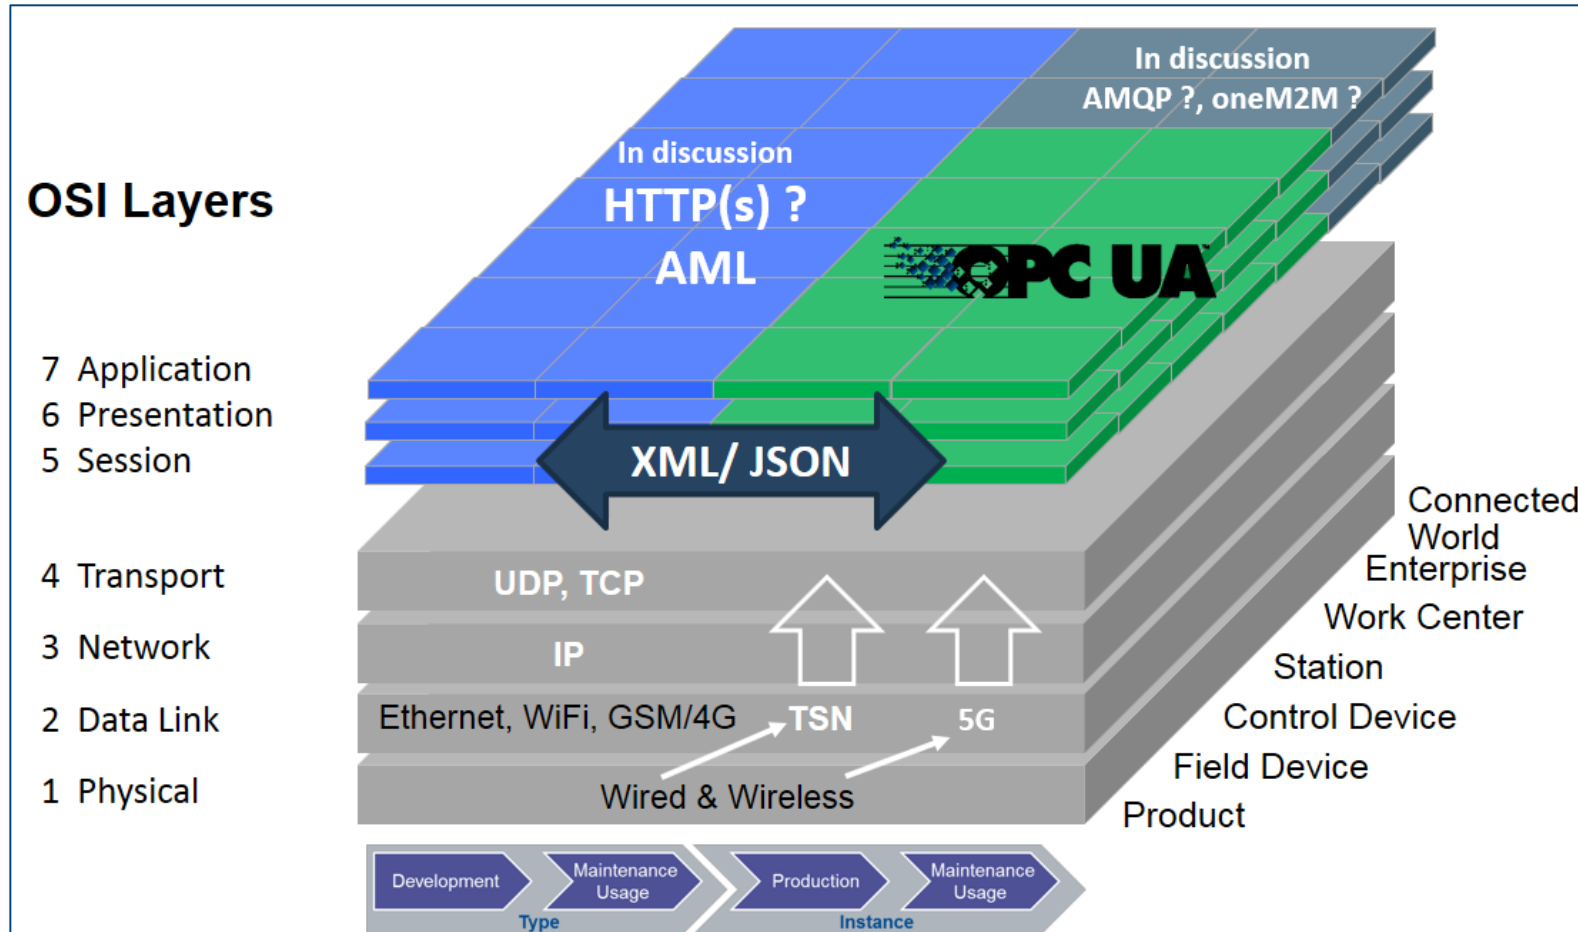 In discussion
AMQP ?, oneM2M ?
In discussion
HTTP(s) ?
AML
OPC UA
OSI Layers
7 Application
6 Presentation
5 Session
XML/ JSON
4 Transport
UDP, TCP
3 Network
IP
2 Data Link
Ethernet, WiFi, GSM/4G
TSN
5G
1 Physical
Wired & Wireless
Connected
World
Enterprise
Work Center
Station
Control Device
Field Device
Product
Development
Maintenance
Usage
Production
Maintenance
Usage
Type
Instance